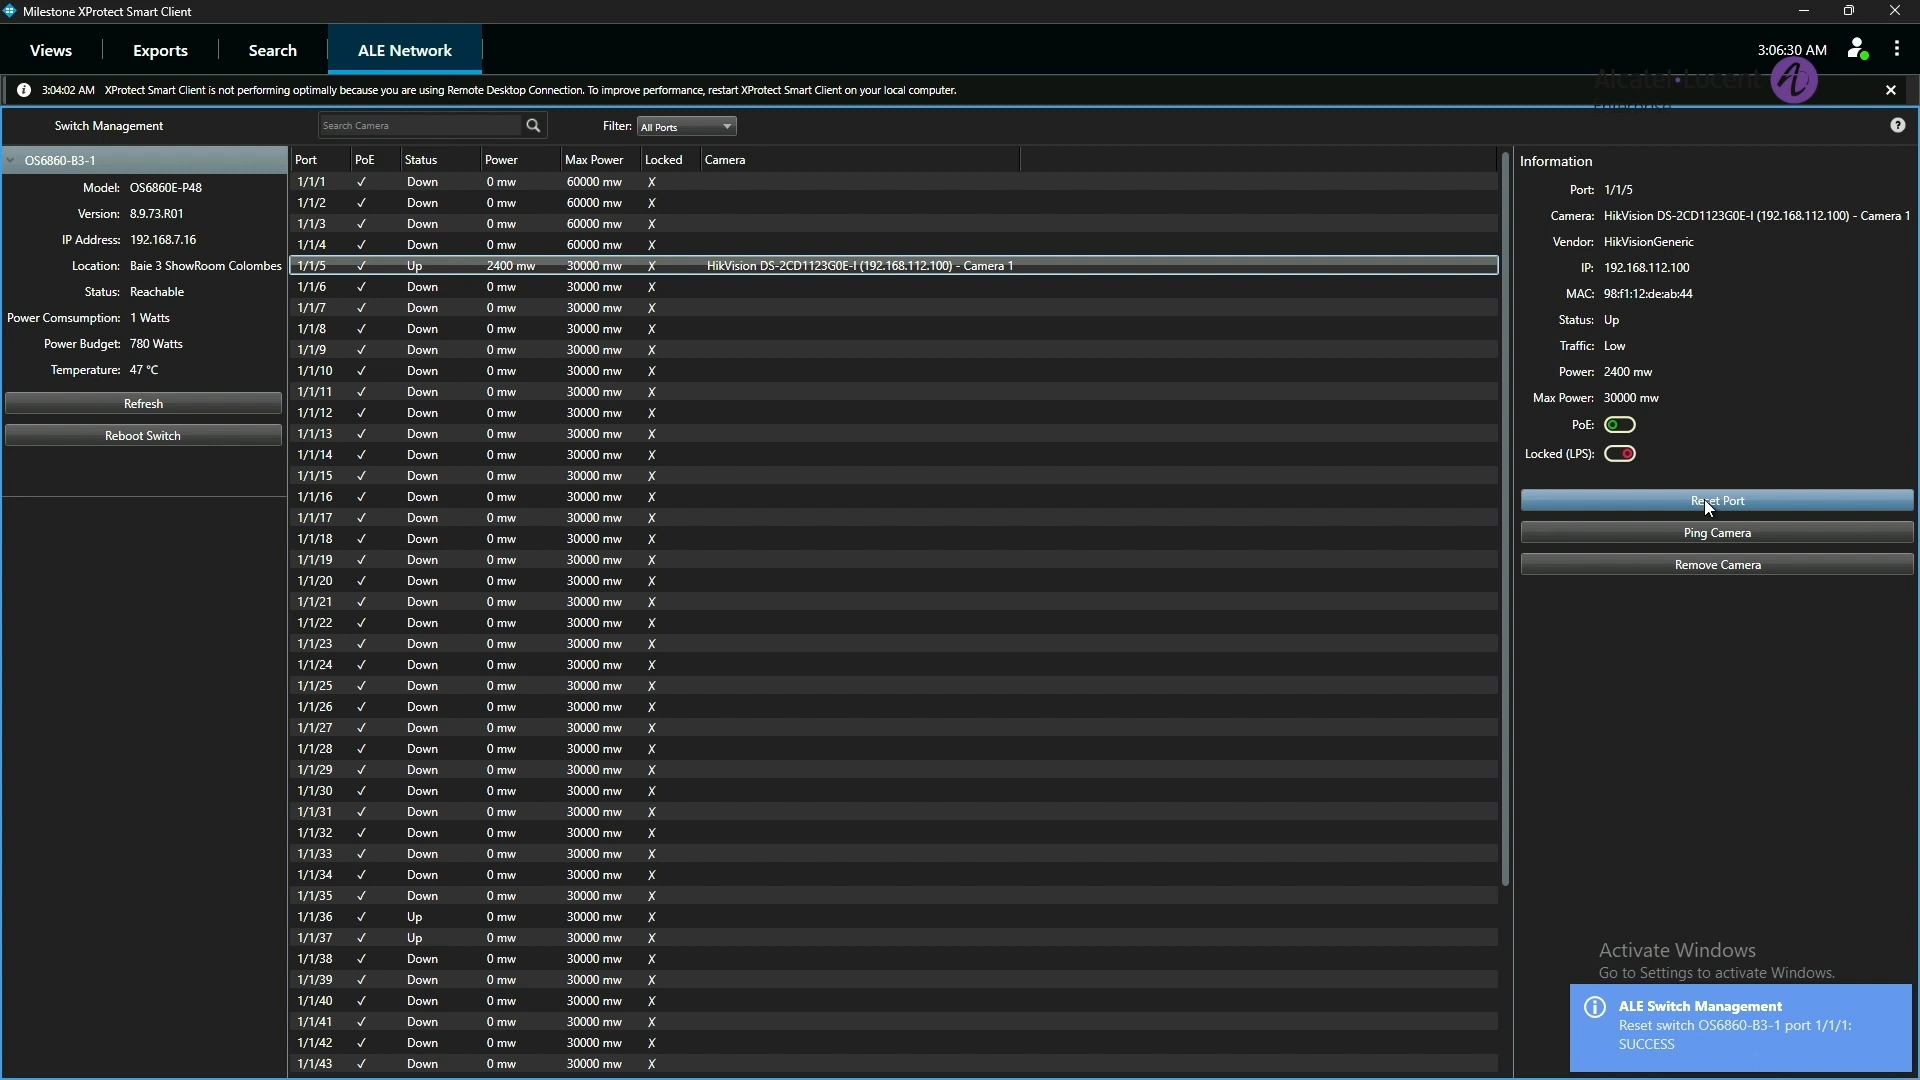 Milestone XProtect Smart Client
Views Exports Search ALE Network 3:06:30 AM
3:04:02 AM XProtect Smart Client is not performing optimally because you are using Remote Desktop Connection. To improve performance, restart XProtect Smart Client on your local computer.
Alcatel·Lucent
Enterprise
Switch Management Search Camera Filter: All Ports
OS6860-B3-1
Model: OS6860E-P48
Version: 8.9.73.R01
IP Address: 192.168.7.16
Location: Baie 3 ShowRoom Colombes
Status: Reachable
Power Comsumption: 1 Watts
Power Budget: 780 Watts
Temperature: 47 °C
Refresh
Reboot Switch
Port PoE Status Power Max Power Locked Camera
1/1/1 ✓ Down 0 mw 60000 mw X
1/1/2 ✓ Down 0 mw 60000 mw X
1/1/3 ✓ Down 0 mw 60000 mw X
1/1/4 ✓ Down 0 mw 60000 mw X
1/1/5 ✓ Up 2400 mw 30000 mw X HikVision DS-2CD1123G0E-I (192.168.112.100) - Camera 1
1/1/6 ✓ Down 0 mw 30000 mw X
1/1/7 ✓ Down 0 mw 30000 mw X
1/1/8 ✓ Down 0 mw 30000 mw X
1/1/9 ✓ Down 0 mw 30000 mw X
1/1/10 ✓ Down 0 mw 30000 mw X
1/1/11 ✓ Down 0 mw 30000 mw X
1/1/12 ✓ Down 0 mw 30000 mw X
1/1/13 ✓ Down 0 mw 30000 mw X
1/1/14 ✓ Down 0 mw 30000 mw X
1/1/15 ✓ Down 0 mw 30000 mw X
1/1/16 ✓ Down 0 mw 30000 mw X
1/1/17 ✓ Down 0 mw 30000 mw X
1/1/18 ✓ Down 0 mw 30000 mw X
1/1/19 ✓ Down 0 mw 30000 mw X
1/1/20 ✓ Down 0 mw 30000 mw X
1/1/21 ✓ Down 0 mw 30000 mw X
1/1/22 ✓ Down 0 mw 30000 mw X
1/1/23 ✓ Down 0 mw 30000 mw X
1/1/24 ✓ Down 0 mw 30000 mw X
1/1/25 ✓ Down 0 mw 30000 mw X
1/1/26 ✓ Down 0 mw 30000 mw X
1/1/27 ✓ Down 0 mw 30000 mw X
1/1/28 ✓ Down 0 mw 30000 mw X
1/1/29 ✓ Down 0 mw 30000 mw X
1/1/30 ✓ Down 0 mw 30000 mw X
1/1/31 ✓ Down 0 mw 30000 mw X
1/1/32 ✓ Down 0 mw 30000 mw X
1/1/33 ✓ Down 0 mw 30000 mw X
1/1/34 ✓ Down 0 mw 30000 mw X
1/1/35 ✓ Down 0 mw 30000 mw X
1/1/36 ✓ Up 0 mw 30000 mw X
1/1/37 ✓ Up 0 mw 30000 mw X
1/1/38 ✓ Down 0 mw 30000 mw X
1/1/39 ✓ Down 0 mw 30000 mw X
1/1/40 ✓ Down 0 mw 30000 mw X
1/1/41 ✓ Down 0 mw 30000 mw X
1/1/42 ✓ Down 0 mw 30000 mw X
1/1/43 ✓ Down 0 mw 30000 mw X
Information
Port: 1/1/5
Camera: HikVision DS-2CD1123G0E-I (192.168.112.100) - Camera 1
Vendor: HikVisionGeneric
IP: 192.168.112.100
MAC: 98:f1:12:de:ab:44
Status: Up
Traffic: Low
Power: 2400 mw
Max Power: 30000 mw
PoE:
Locked (LPS):
Reset Port
Ping Camera
Remove Camera
Activate Windows
Go to Settings to activate Windows.
ALE Switch Management
Reset switch OS6860-B3-1 port 1/1/1:
SUCCESS